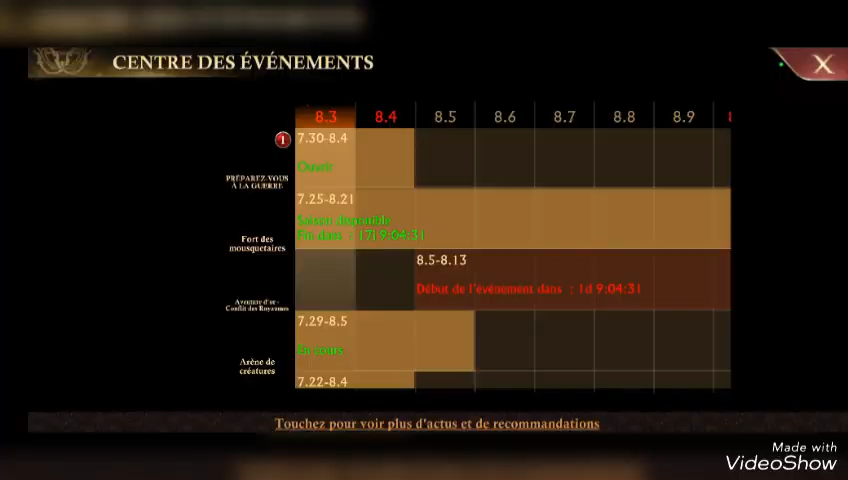 CENTRE DES ÉVÉNEMENTS
X
8.3 8.4 8.5 8.6 8.7 8.8 8.9
1
7.30-8.4
Ouvrir
PRÉPAREZ-VOUS
À LA GUERRE
7.25-8.21
Saison disponible
Fin dans : 17j 9:04:31
Fort des
mousquetaires
8.5-8.13
Début de l'événement dans : 1d 9:04:31
Aventure d'or -
Conflit des Royaumes
7.29-8.5
En cours
Arène de
créatures
7.22-8.4
Touchez pour voir plus d'actus et de recommandations
Made with
VideoShow